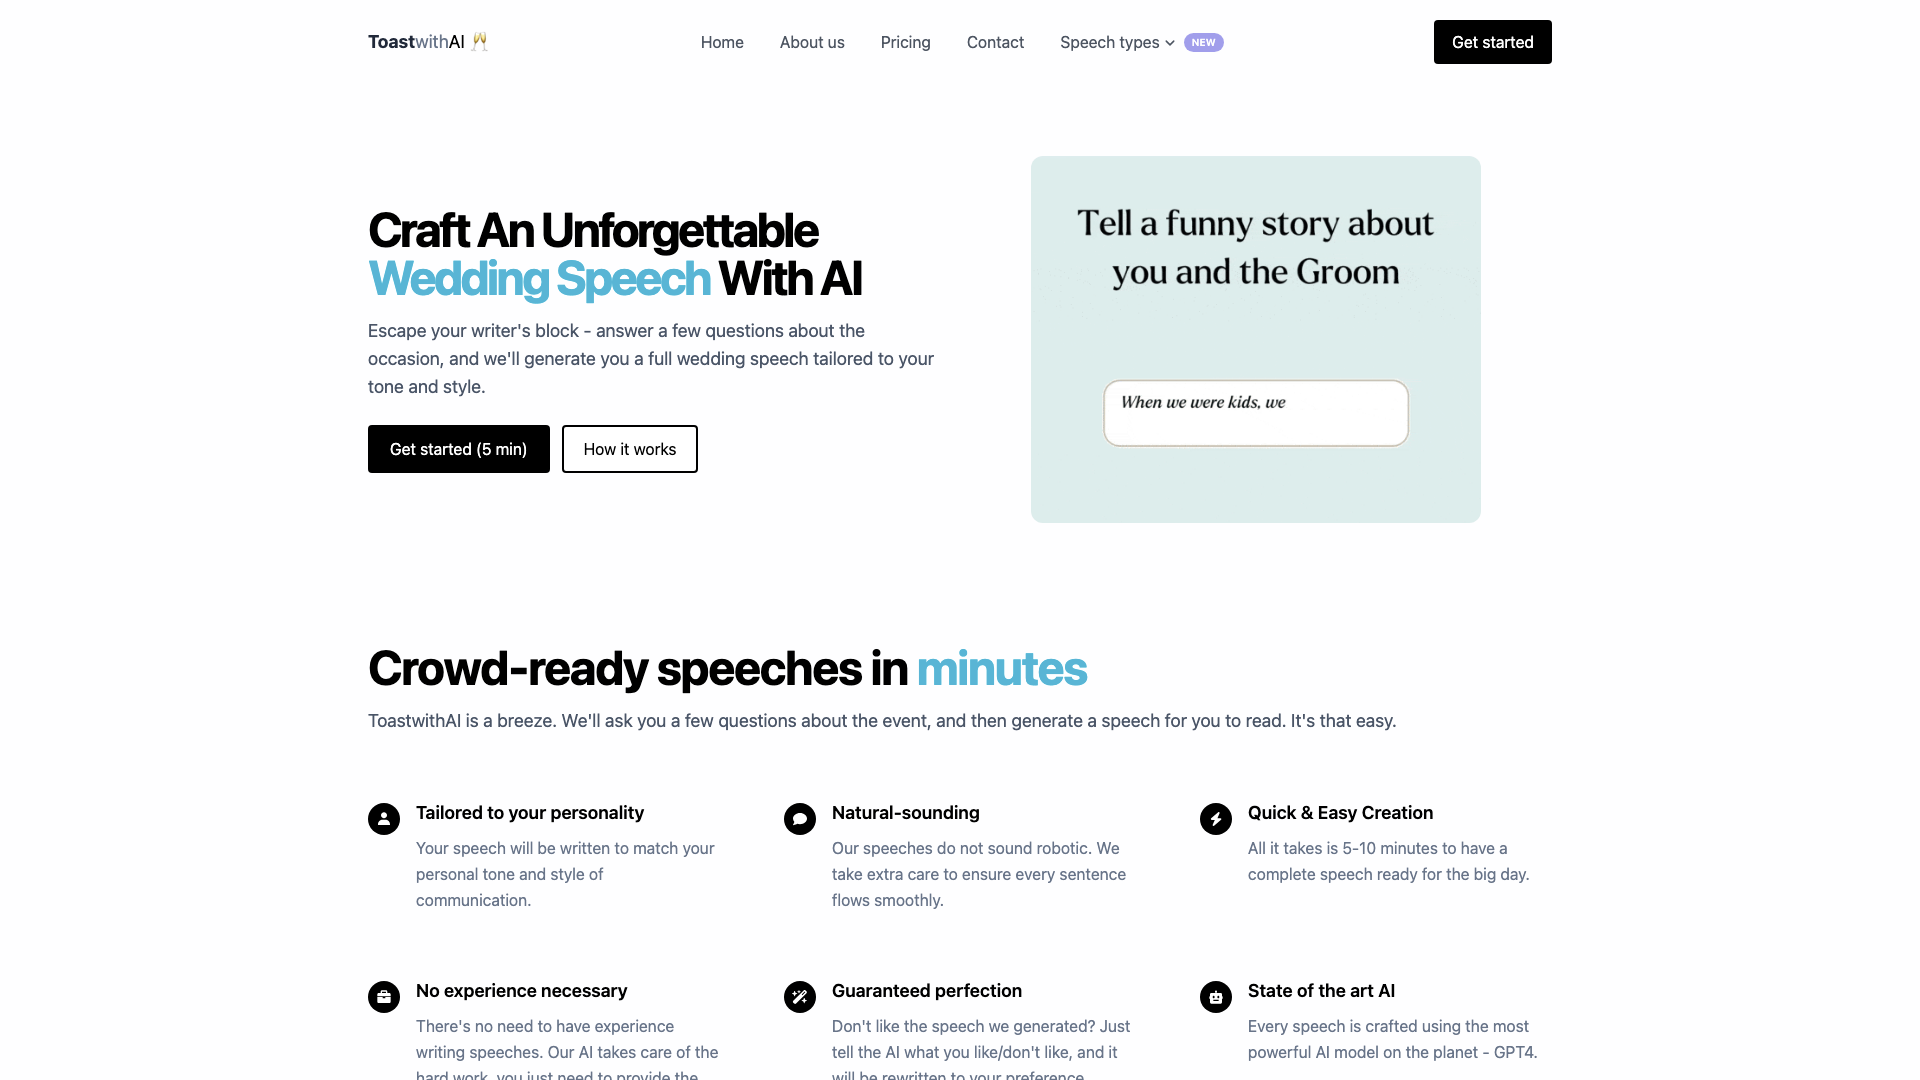 ToastwithAI 🥂
Home
About us
Pricing
Contact
Speech types
NEW
Get started
Craft An Unforgettable
Wedding Speech With AI
Escape your writer's block - answer a few questions about the
occasion, and we'll generate you a full wedding speech tailored to your
tone and style.
Get started (5 min)
How it works
Tell a funny story about
you and the Groom
When we were kids, we
Crowd-ready speeches in minutes
ToastwithAI is a breeze. We'll ask you a few questions about the event, and then generate a speech for you to read. It's that easy.
Tailored to your personality
Your speech will be written to match your
personal tone and style of
communication.
Natural-sounding
Our speeches do not sound robotic. We
take extra care to ensure every sentence
flows smoothly.
Quick & Easy Creation
All it takes is 5-10 minutes to have a
complete speech ready for the big day.
No experience necessary
There's no need to have experience
writing speeches. Our AI takes care of the
hard work, you just need to provide the
Guaranteed perfection
Don't like the speech we generated? Just
tell the AI what you like/don't like, and it
will be rewritten to your preference
State of the art AI
Every speech is crafted using the most
powerful AI model on the planet - GPT4.